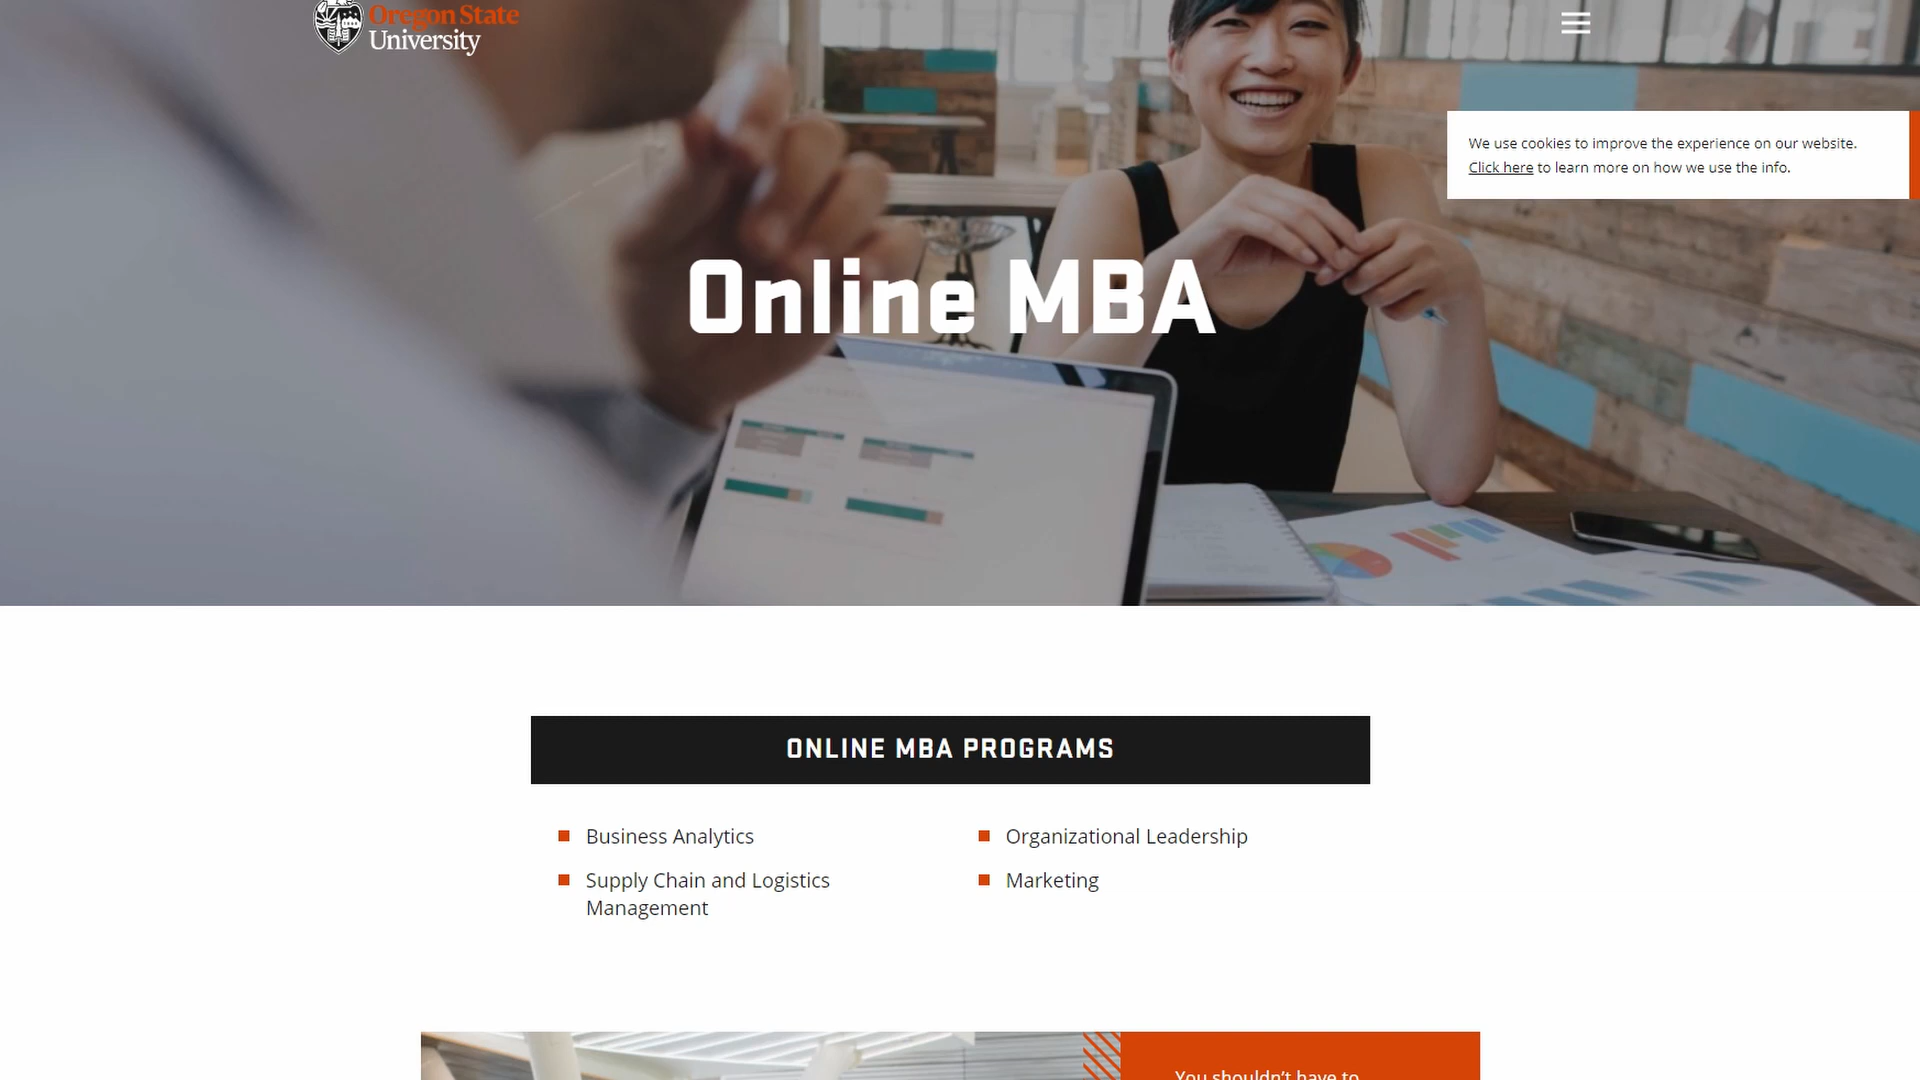 Oregon State
University
We use cookies to improve the experience on our website.
Click here to learn more on how we use the info.
Online MBA
ONLINE MBA PROGRAMS
Business Analytics
Organizational Leadership
Supply Chain and Logistics
Management
Marketing
You shouldn't have to